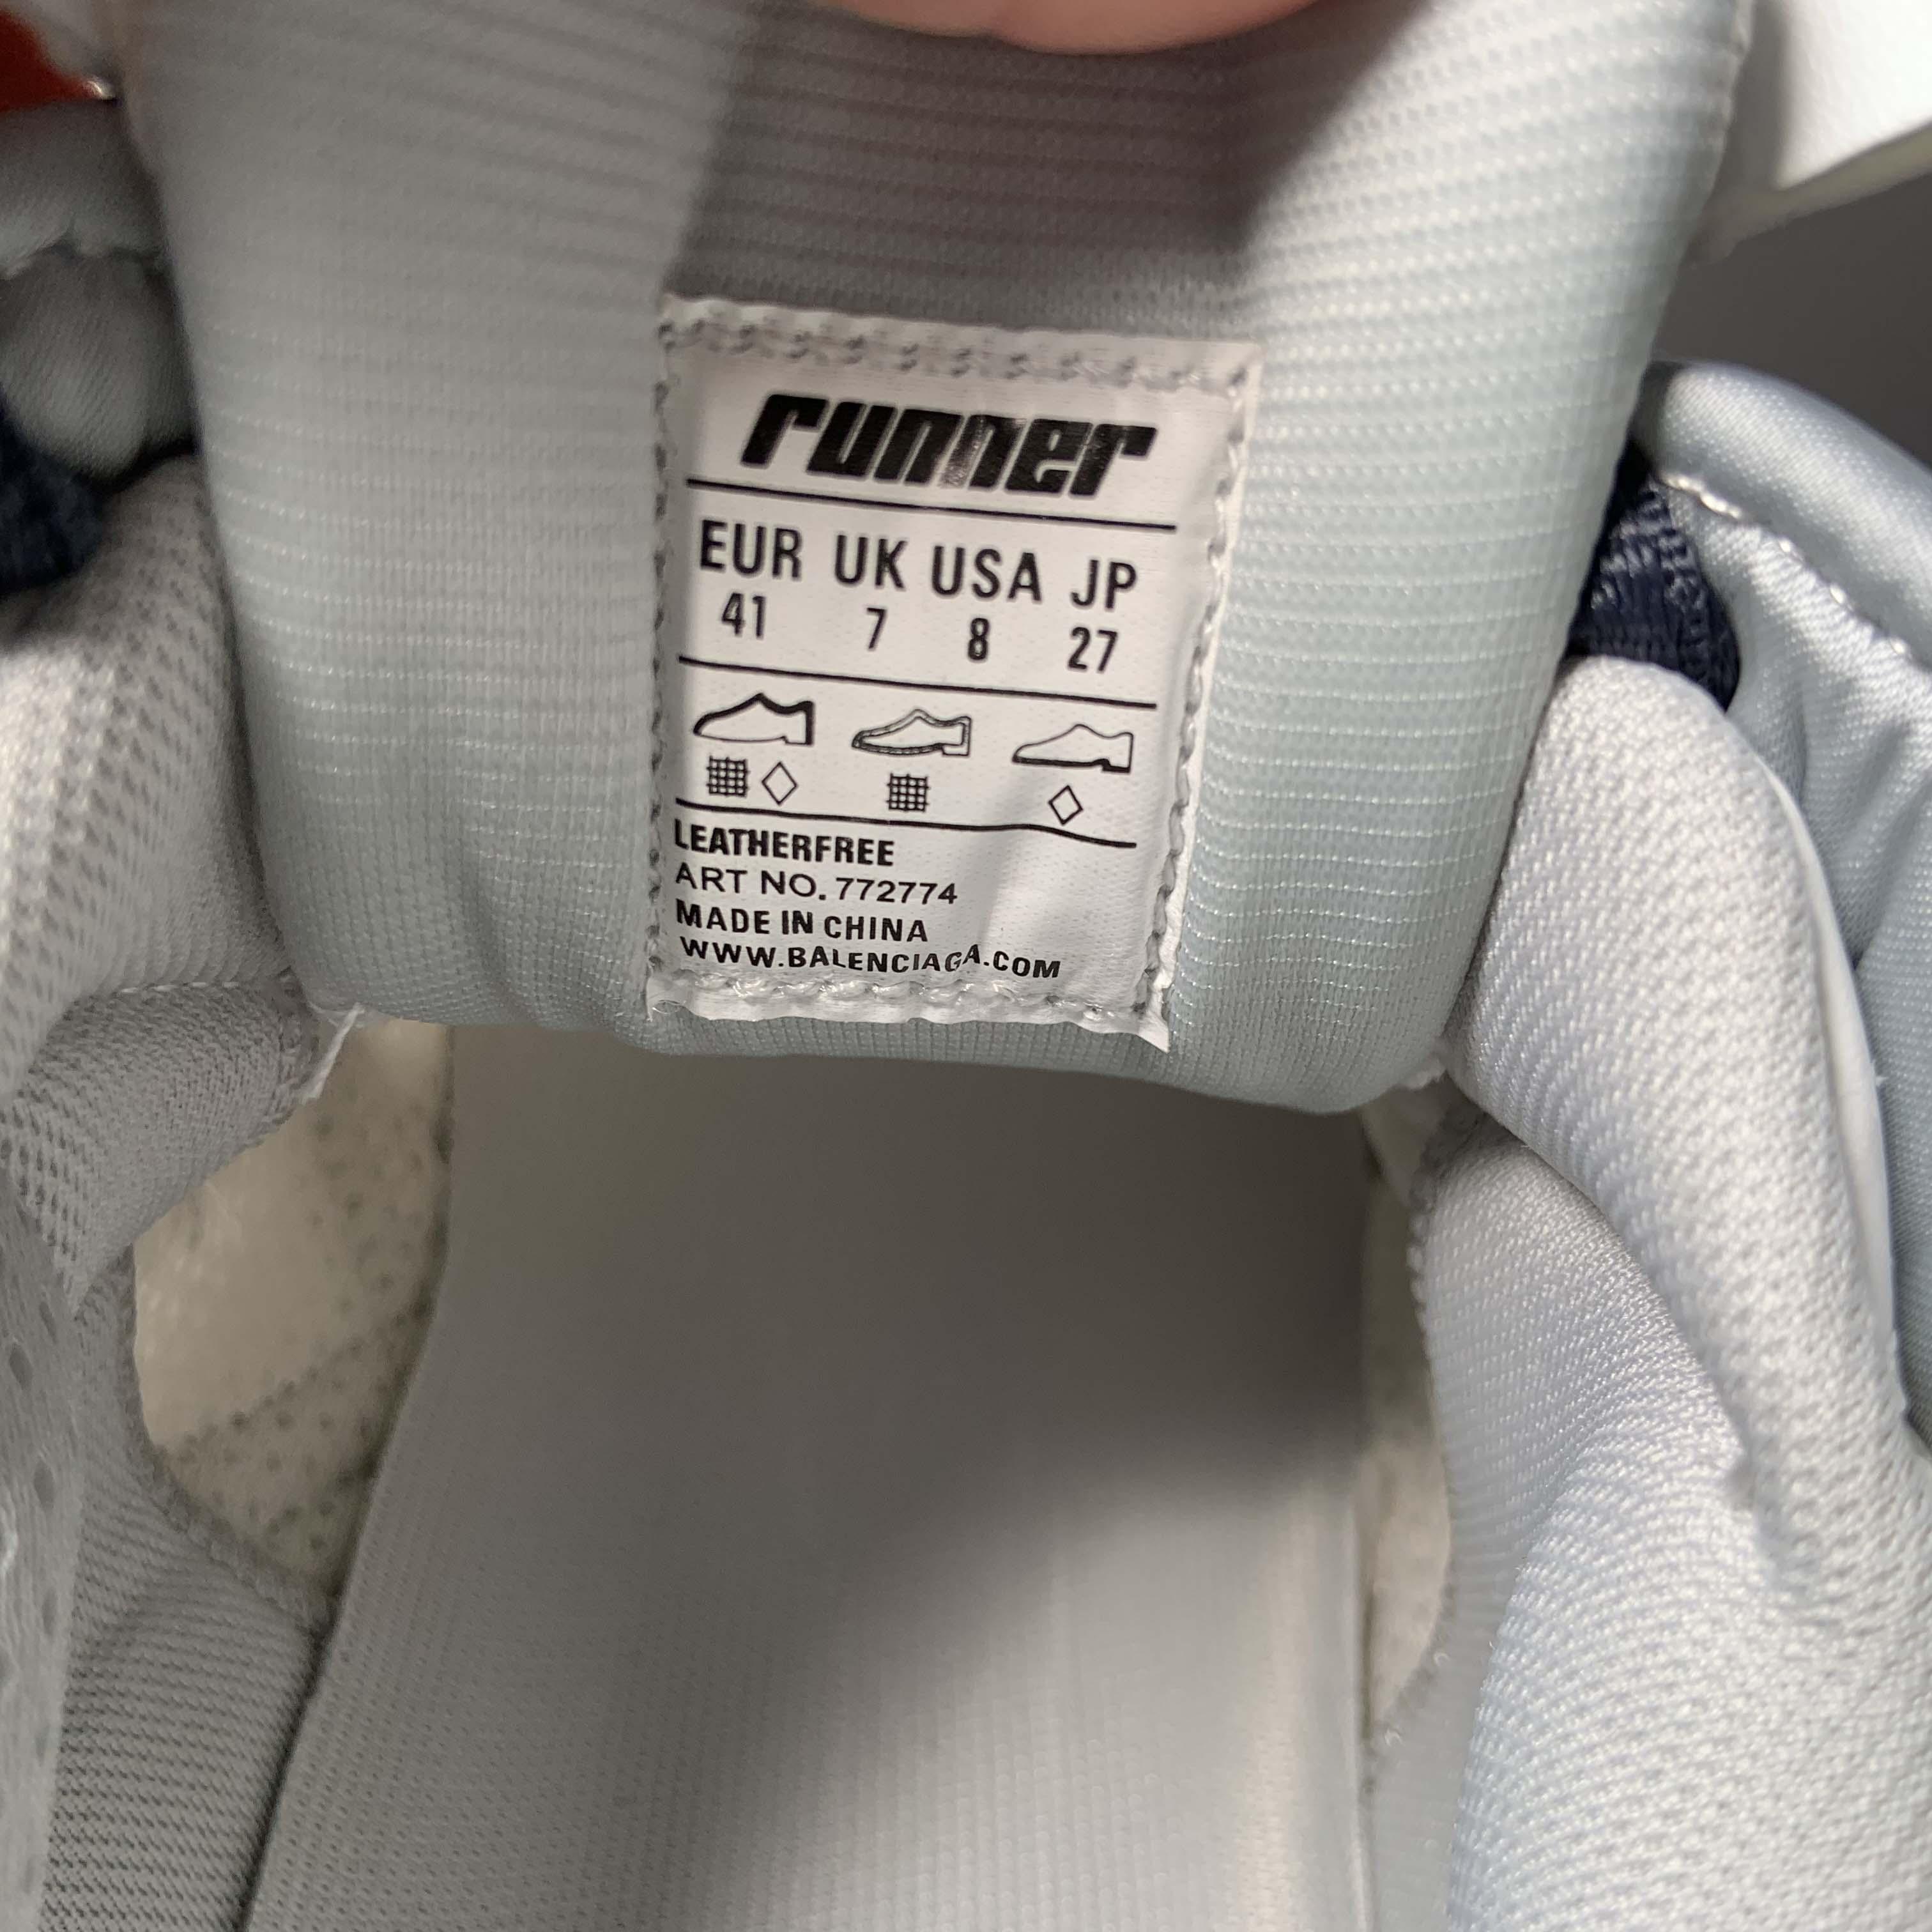 runner
EUR UK USA JP
41 7 8 27
LEATHERFREE
ART NO. 772774
MADE IN CHINA
WWW.BALENCIAGA.COM